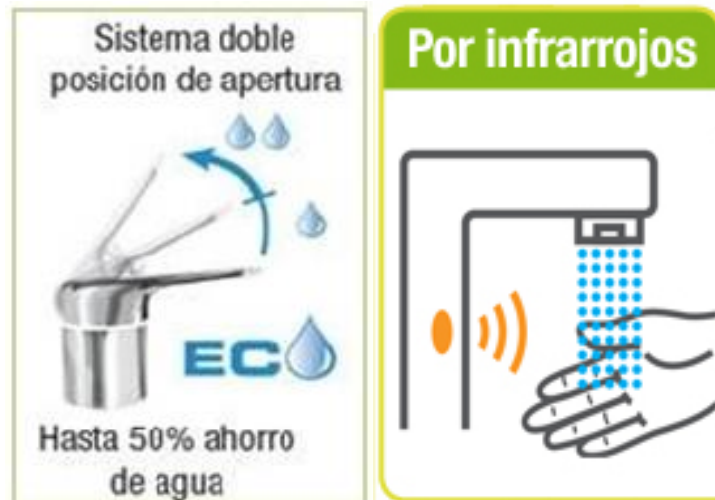 Sistema doble
posición de apertura
ECO
Hasta 50% ahorro
de agua
Por infrarrojos